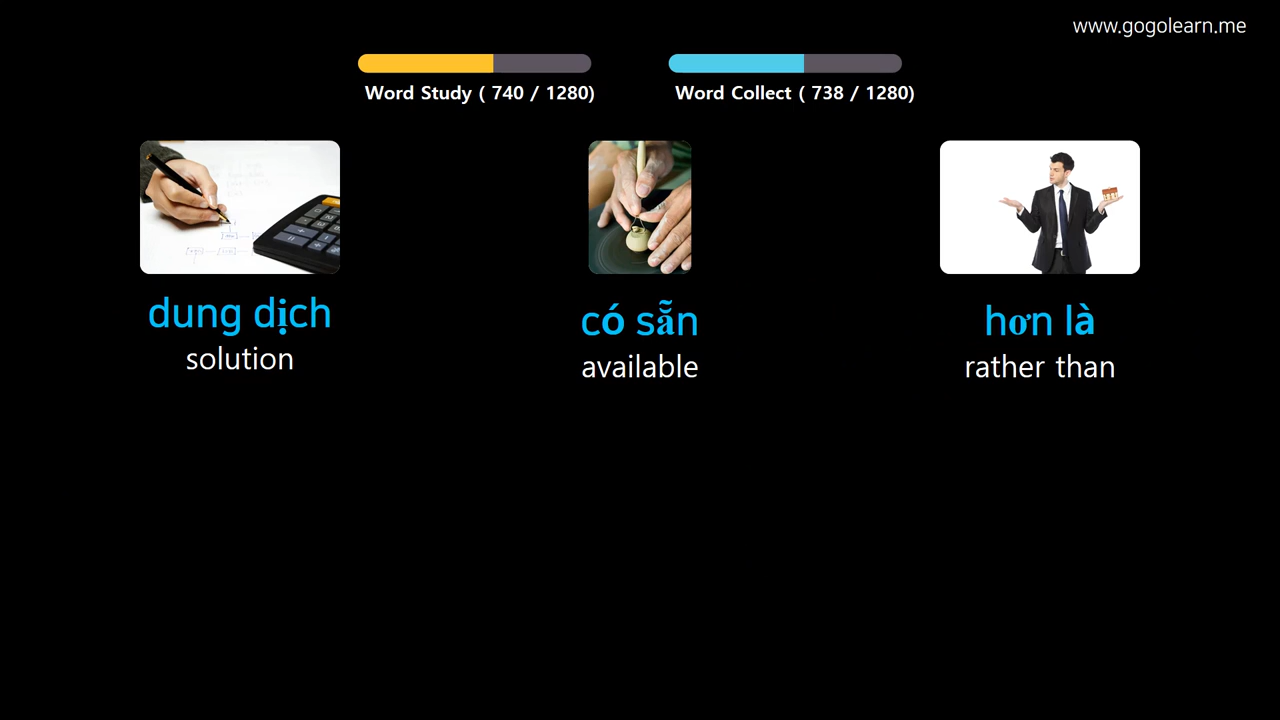 www.gogolearn.me
Word Study ( 740 / 1280)
Word Collect ( 738 / 1280)
dung dịch
solution
có sẵn
available
hơn là
rather than